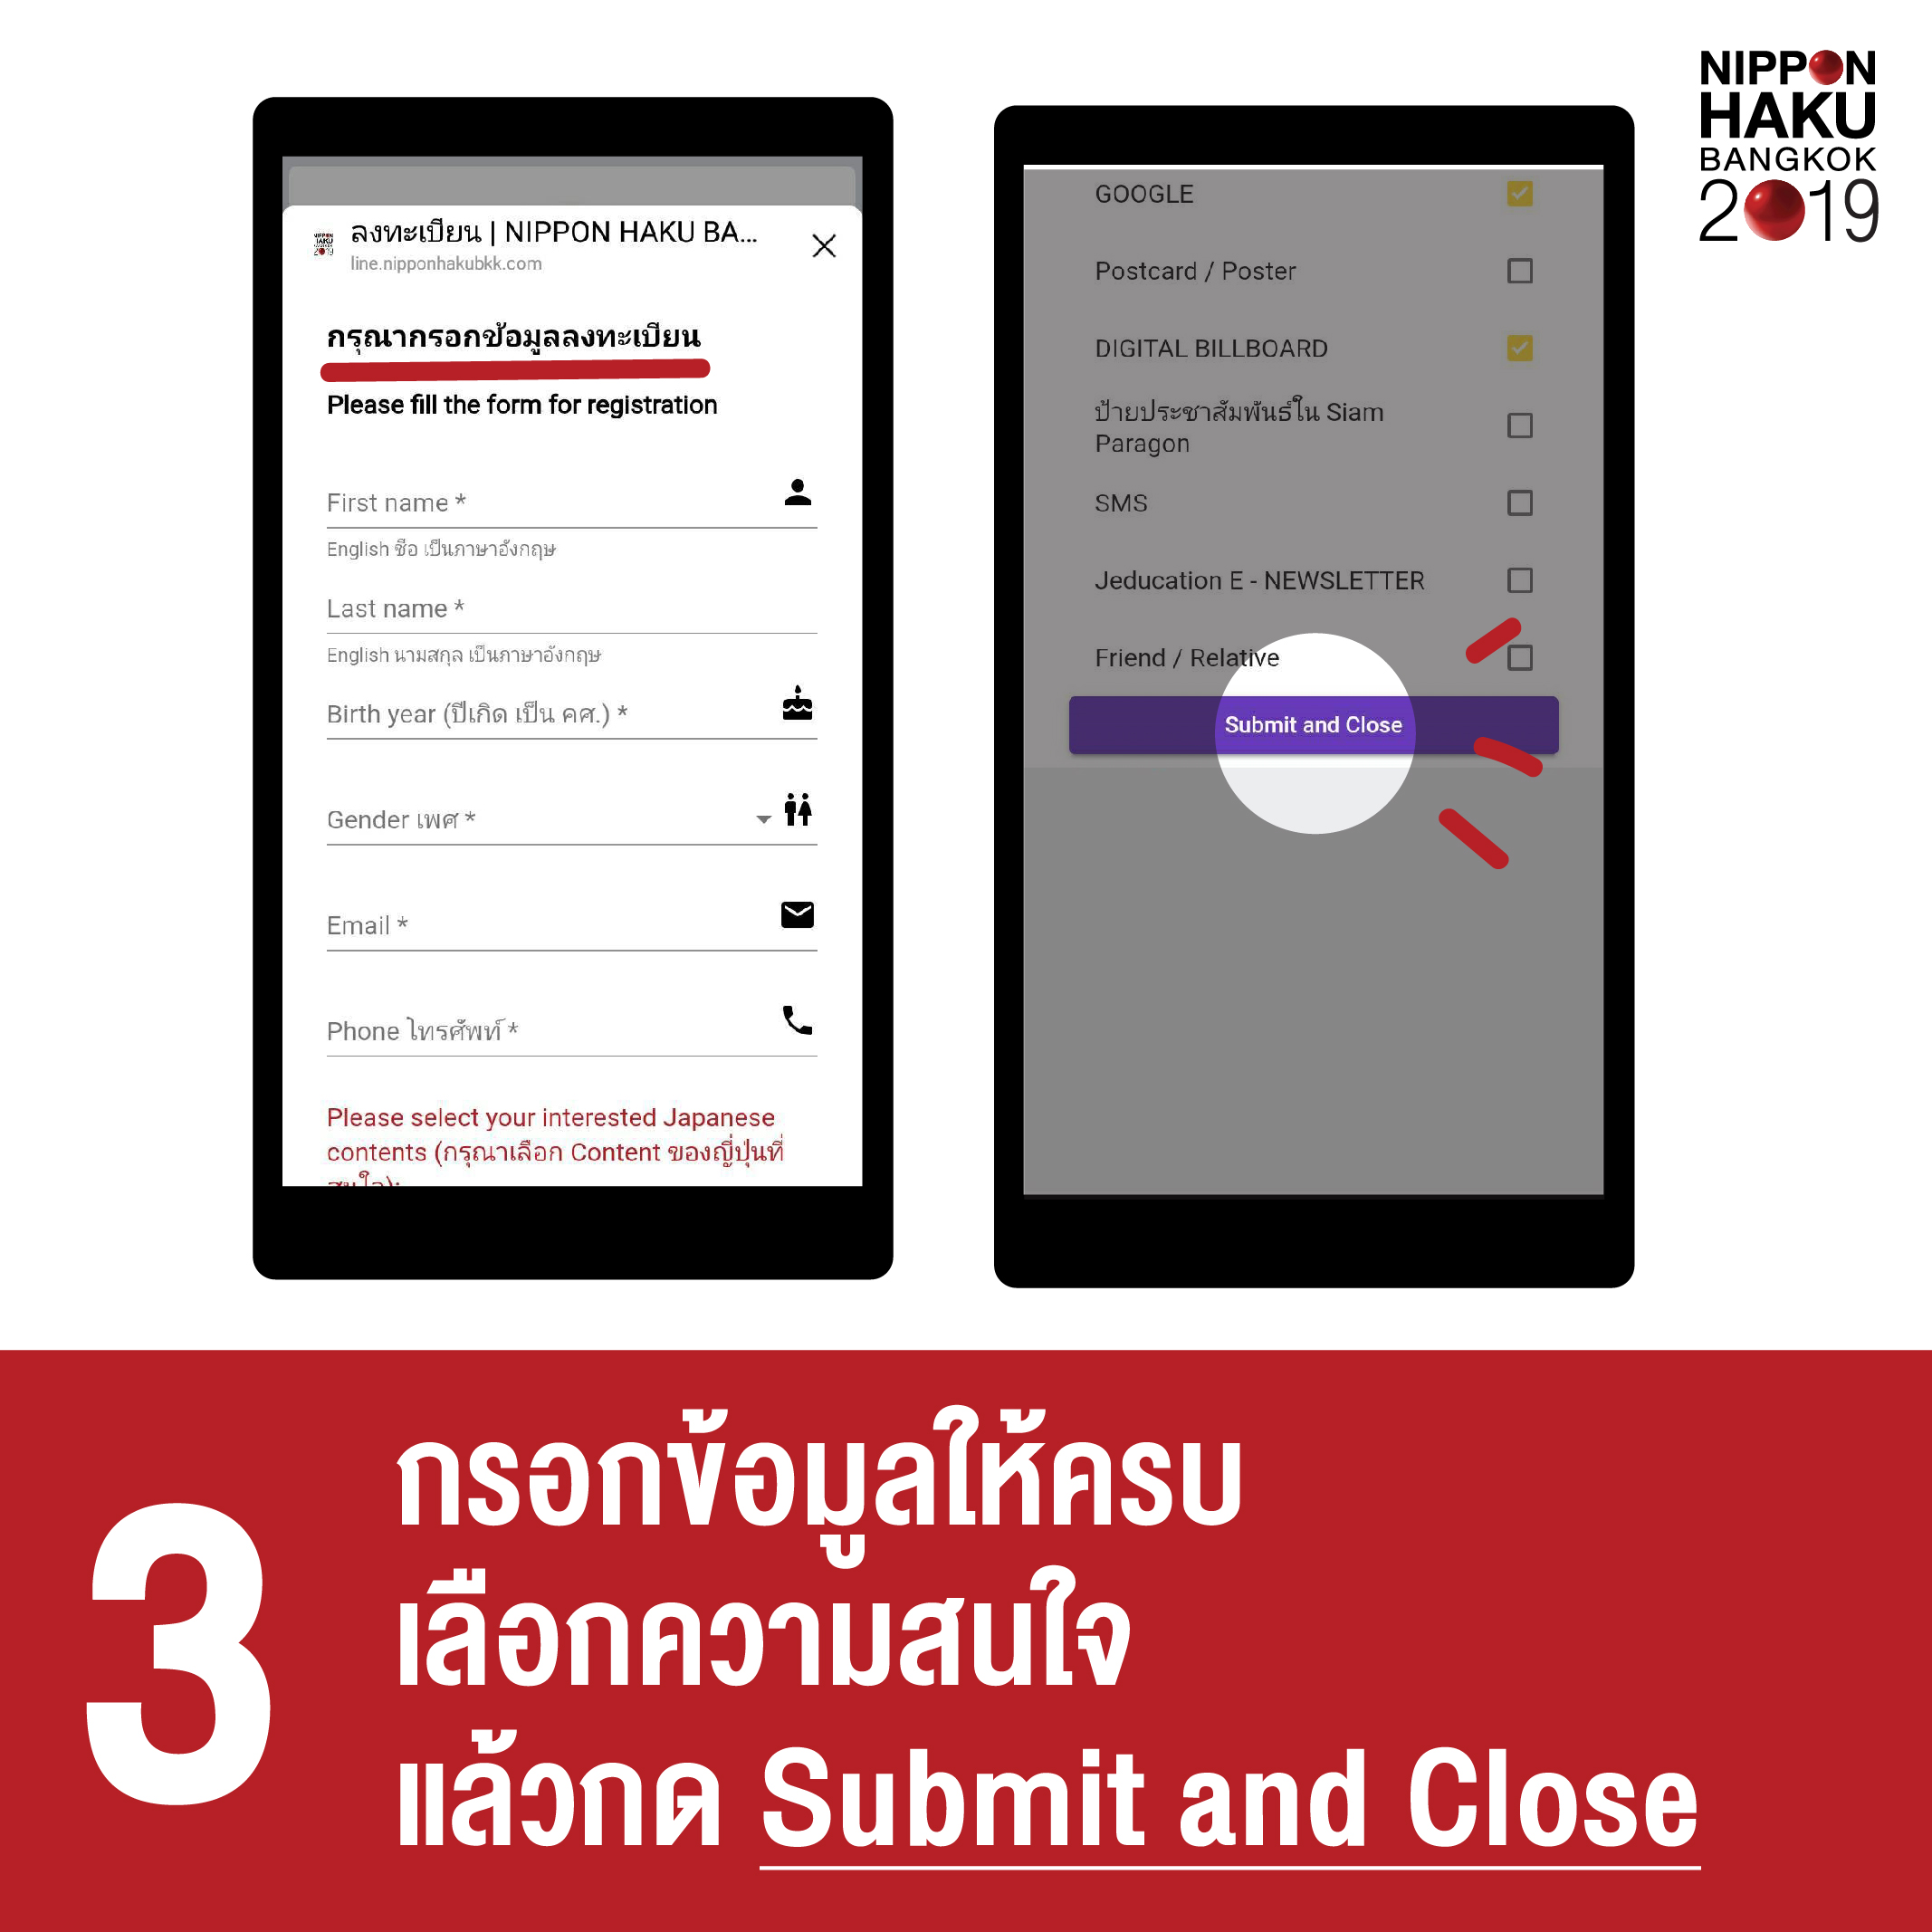 NIPPON
HAKU
BANGKOK
2019
ลงทะเบียน | NIPPON HAKU BA...
line.nipponhakubkk.com
กรุณากรอกข้อมูลลงทะเบียน
Please fill the form for registration
First name *
English ชื่อ เป็นภาษาอังกฤษ
Last name *
English นามสกุล เป็นภาษาอังกฤษ
Birth year (ปีเกิด เป็น คศ.) *
Gender เพศ *
Email *
Phone โทรศัพท์ *
Please select your interested Japanese
contents (กรุณาเลือก Content ของญี่ปุ่นที่
GOOGLE
Postcard / Poster
DIGITAL BILLBOARD
ป้ายประชาสัมพันธ์ใน Siam
Paragon
SMS
Jeducation E - NEWSLETTER
Friend / Relative
Submit and Close
3
กรอกข้อมูลให้ครบ
เลือกความสนใจ
แล้วกด Submit and Close